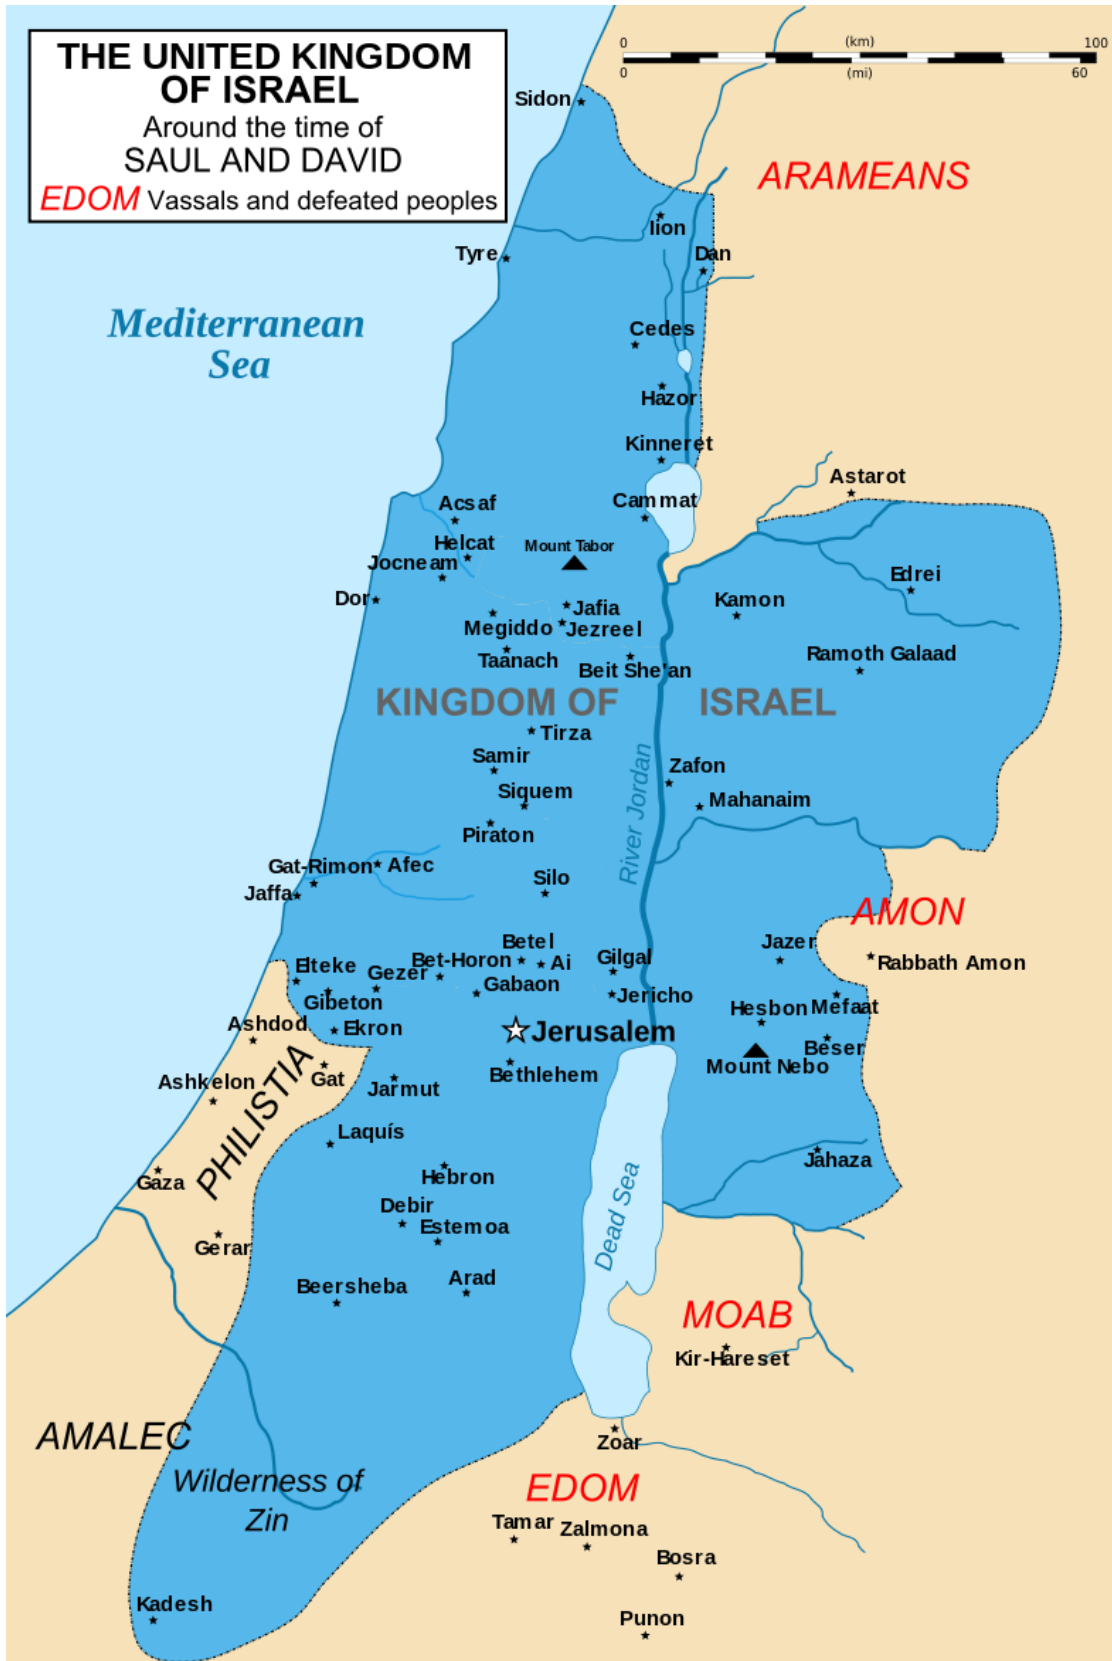 THE UNITED KINGDOM
OF ISRAEL
Around the time of
SAUL AND DAVID
EDOM Vassals and defeated peoples
0 (km) 100
0 (mi) 60
Sidon
ARAMEANS
Iion
Tyre
Dan
Mediterranean
Sea
Cedes
Hazor
Kinneret
Astarot
Cammat
Acsaf
Helcat
Mount Tabor
Jocneam
Edrei
Dor
Kamon
Jafia
Megiddo
Jezreel
Taanach
Beit She'an
Ramoth Galaad
KINGDOM OF ISRAEL
Tirza
Samir
Zafon
Siquem
Mahanaim
River Jordan
Piraton
Gat-Rimon
Afec
Silo
Jaffa
AMON
Betel
Jazer
Bet-Horon
Ai
Gilgal
Rabbath Amon
Elteke
Gezer
Gabaon
Jericho
Gibeton
Hesbon
Mefaat
Ashdod
Ekron
Jerusalem
Beser
Mount Nebo
Bethlehem
Gat
Ashkelon
Jarmut
PHILISTIA
Laquís
Jahaza
Hebron
Gaza
Debir
Dead Sea
Estemoa
Gerar
Arad
Beersheba
MOAB
Kir-Hareset
AMALEC
Zoar
Wilderness of
Zin
EDOM
Tamar
Zalmona
Bosra
Kadesh
Punon